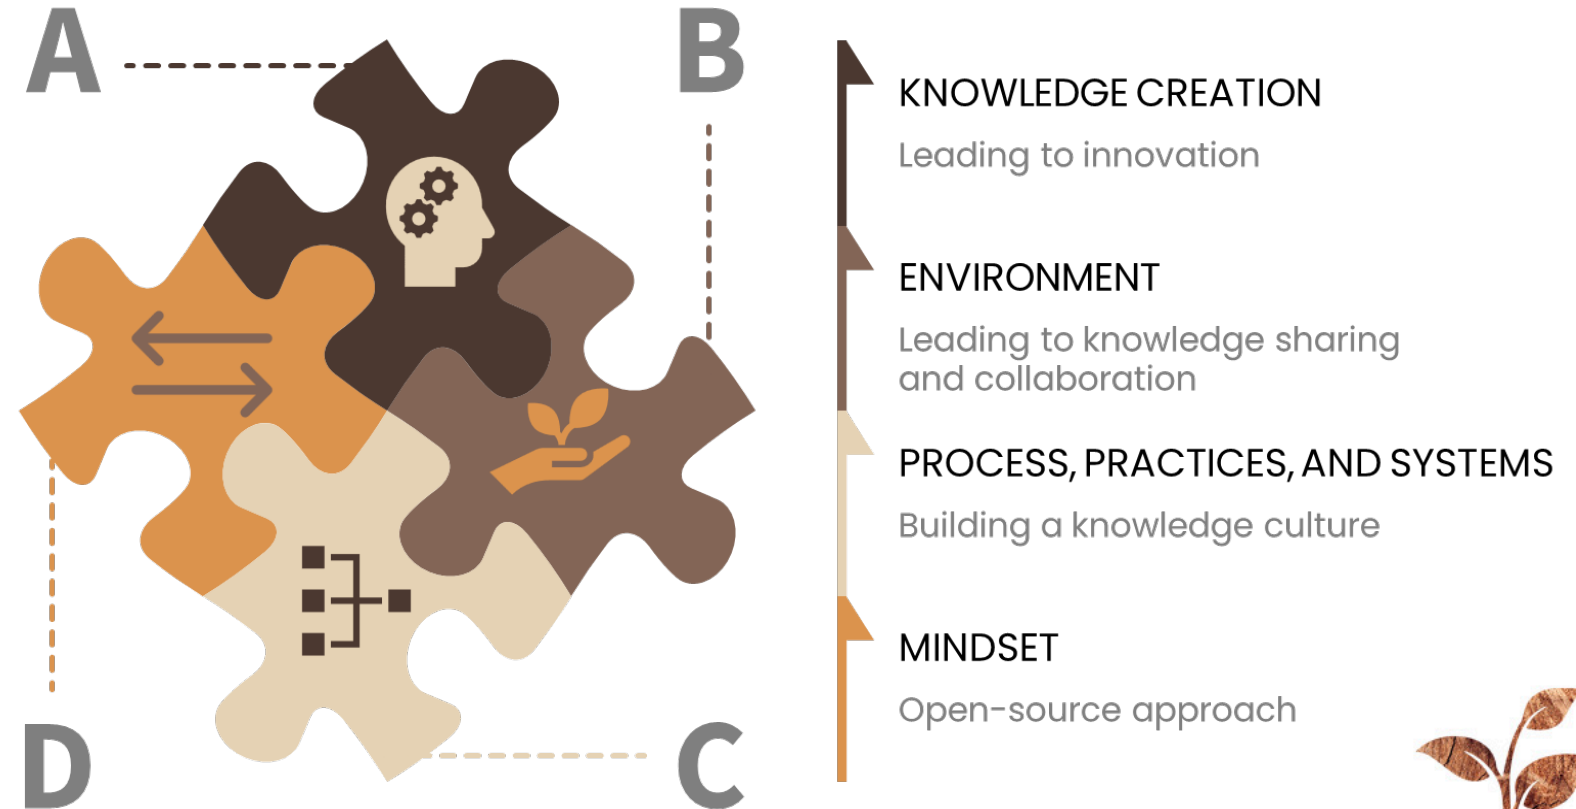 A
B
C
D
KNOWLEDGE CREATION
Leading to innovation
ENVIRONMENT
Leading to knowledge sharing
and collaboration
PROCESS, PRACTICES, AND SYSTEMS
Building a knowledge culture
MINDSET
Open-source approach